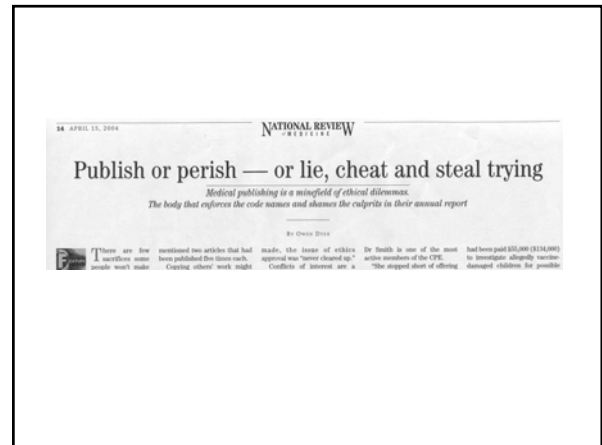 14 APRIL 15, 2004
NATIONAL REVIEW
OF MEDICINE
Publish or perish — or lie, cheat and steal trying
Medical publishing is a minefield of ethical dilemmas.
The body that enforces the code names and shames the culprits in their annual report
BY OWEN DYER
There are few
sacrifices some
people won't make
mentioned two articles that had
been published five times each.
Copying others' work might
made, the issue of ethics
approval was "never cleared up."
Conflicts of interest are a
Dr Smith is one of the most
active members of the CPE.
"She stopped short of offering
had been paid £55,000 ($134,000)
to investigate allegedly vaccine-
damaged children for possible